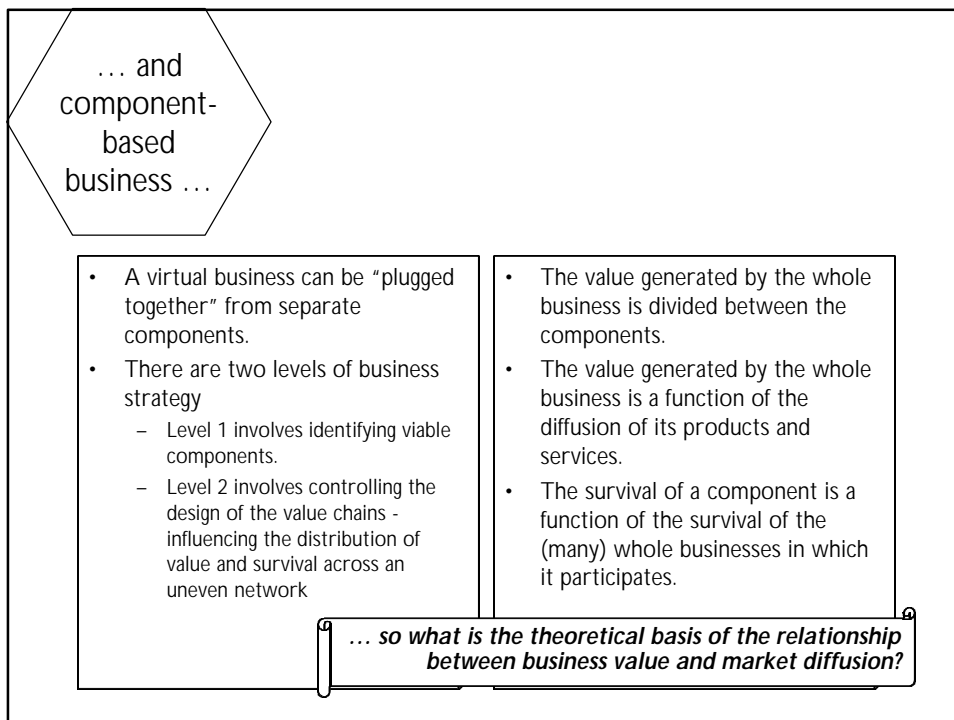 … and
component-
based
business …
• A virtual business can be “plugged
together” from separate
components.
• There are two levels of business
strategy
– Level 1 involves identifying viable
components.
– Level 2 involves controlling the
design of the value chains -
influencing the distribution of
value and survival across an
uneven network
• The value generated by the whole
business is divided between the
components.
• The value generated by the whole
business is a function of the
diffusion of its products and
services.
• The survival of a component is a
function of the survival of the
(many) whole businesses in which
it participates.
… so what is the theoretical basis of the relationship
between business value and market diffusion?